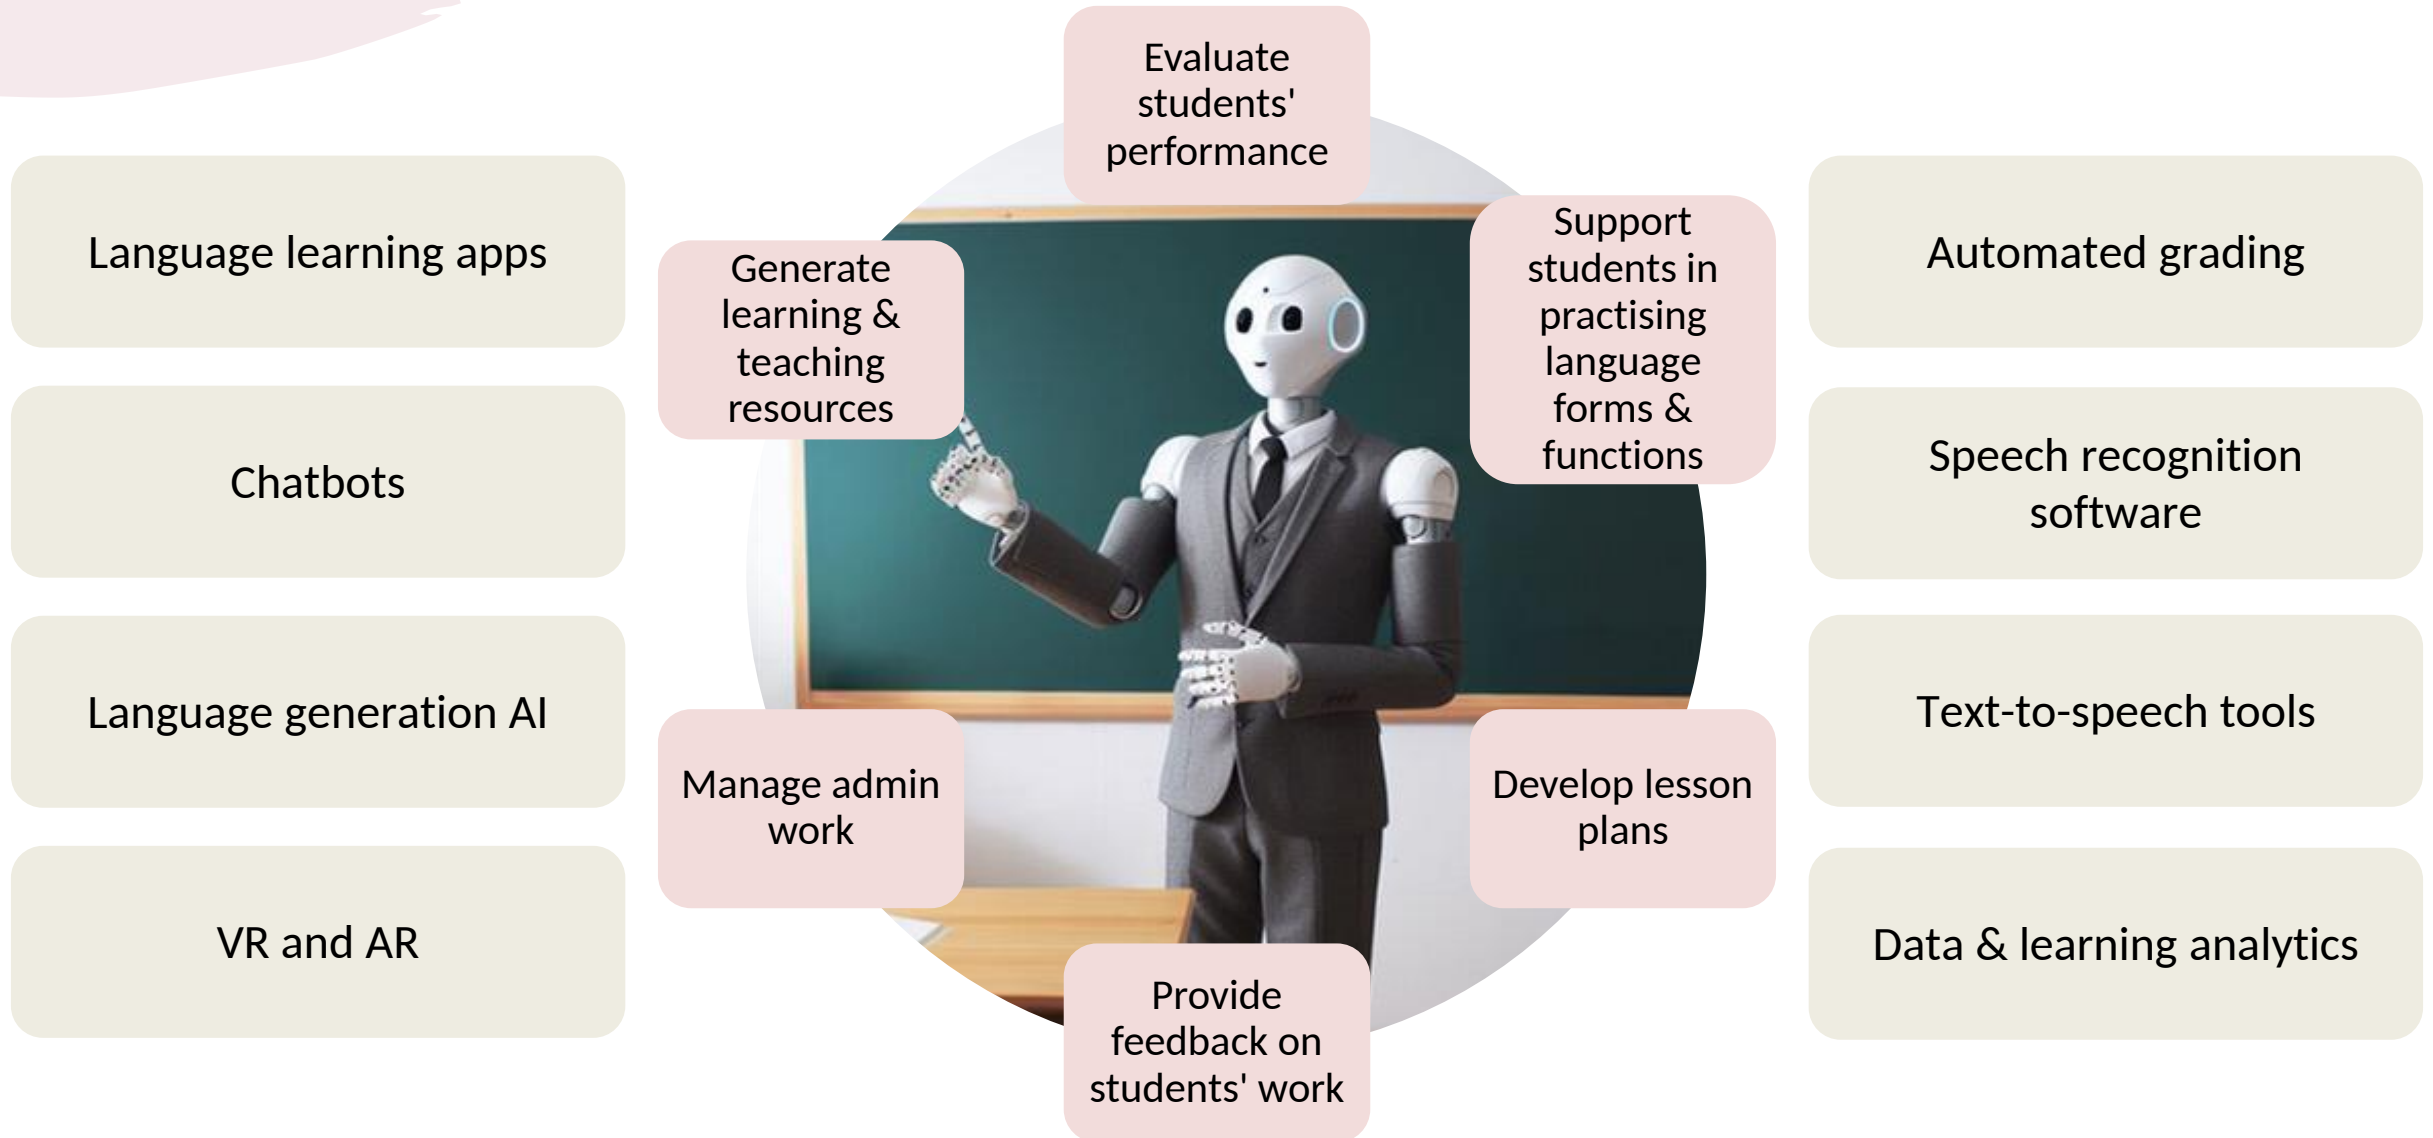 Language learning apps
Chatbots
Language generation AI
VR and AR
Evaluate
students'
performance
Generate
learning &
teaching
resources
Support
students in
practising
language
forms &
functions
Manage admin
work
Develop lesson
plans
Provide
feedback on
students' work
Automated grading
Speech recognition
software
Text-to-speech tools
Data & learning analytics